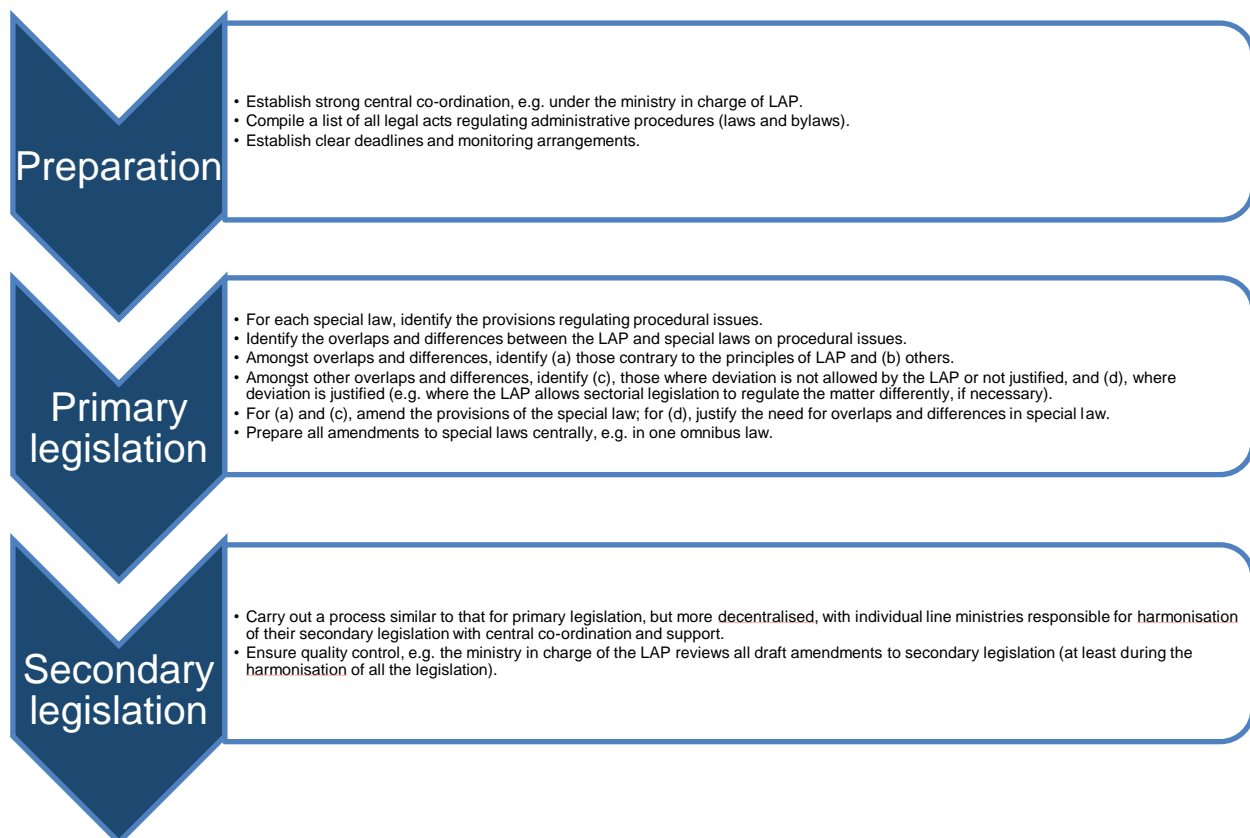 Preparation
• Establish strong central co-ordination, e.g. under the ministry in charge of LAP.
• Compile a list of all legal acts regulating administrative procedures (laws and bylaws).
• Establish clear deadlines and monitoring arrangements.
Primary
legislation
• For each special law, identify the provisions regulating procedural issues.
• Identify the overlaps and differences between the LAP and special laws on procedural issues.
• Amongst overlaps and differences, identify (a) those contrary to the principles of LAP and (b) others.
• Amongst other overlaps and differences, identify (c), those where deviation is not allowed by the LAP or not justified, and (d), where
deviation is justified (e.g. where the LAP allows sectorial legislation to regulate the matter differently, if necessary).
• For (a) and (c), amend the provisions of the special law; for (d), justify the need for overlaps and differences in special law.
• Prepare all amendments to special laws centrally, e.g. in one omnibus law.
Secondary
legislation
• Carry out a process similar to that for primary legislation, but more decentralised, with individual line ministries responsible for harmonisation
of their secondary legislation with central co-ordination and support.
• Ensure quality control, e.g. the ministry in charge of the LAP reviews all draft amendments to secondary legislation (at least during the
harmonisation of all the legislation).